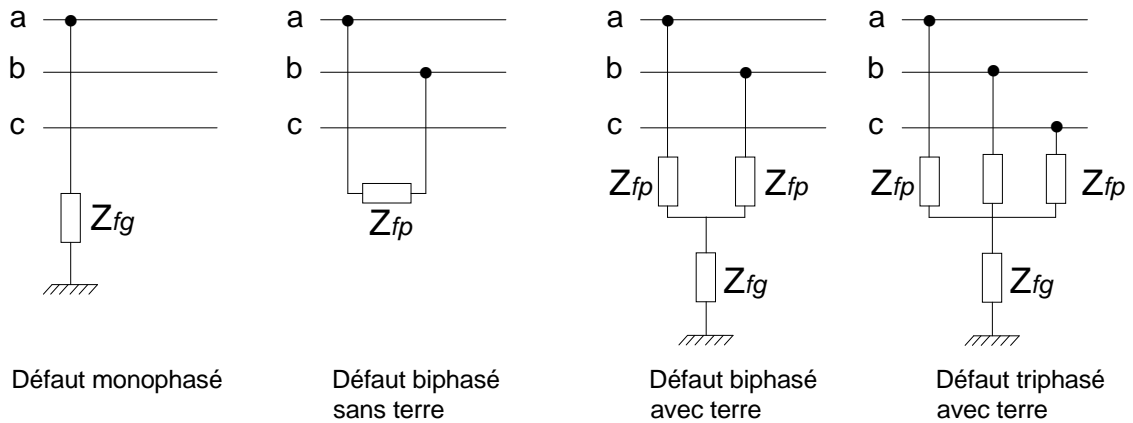 a
b
c
Zfg
Défaut monophasé
a
b
c
Zfp
Défaut biphasé
sans terre
a
b
c
Zfp
Zfp
Zfg
Défaut biphasé
avec terre
a
b
c
Zfp
Zfp
Zfg
Défaut triphasé
avec terre